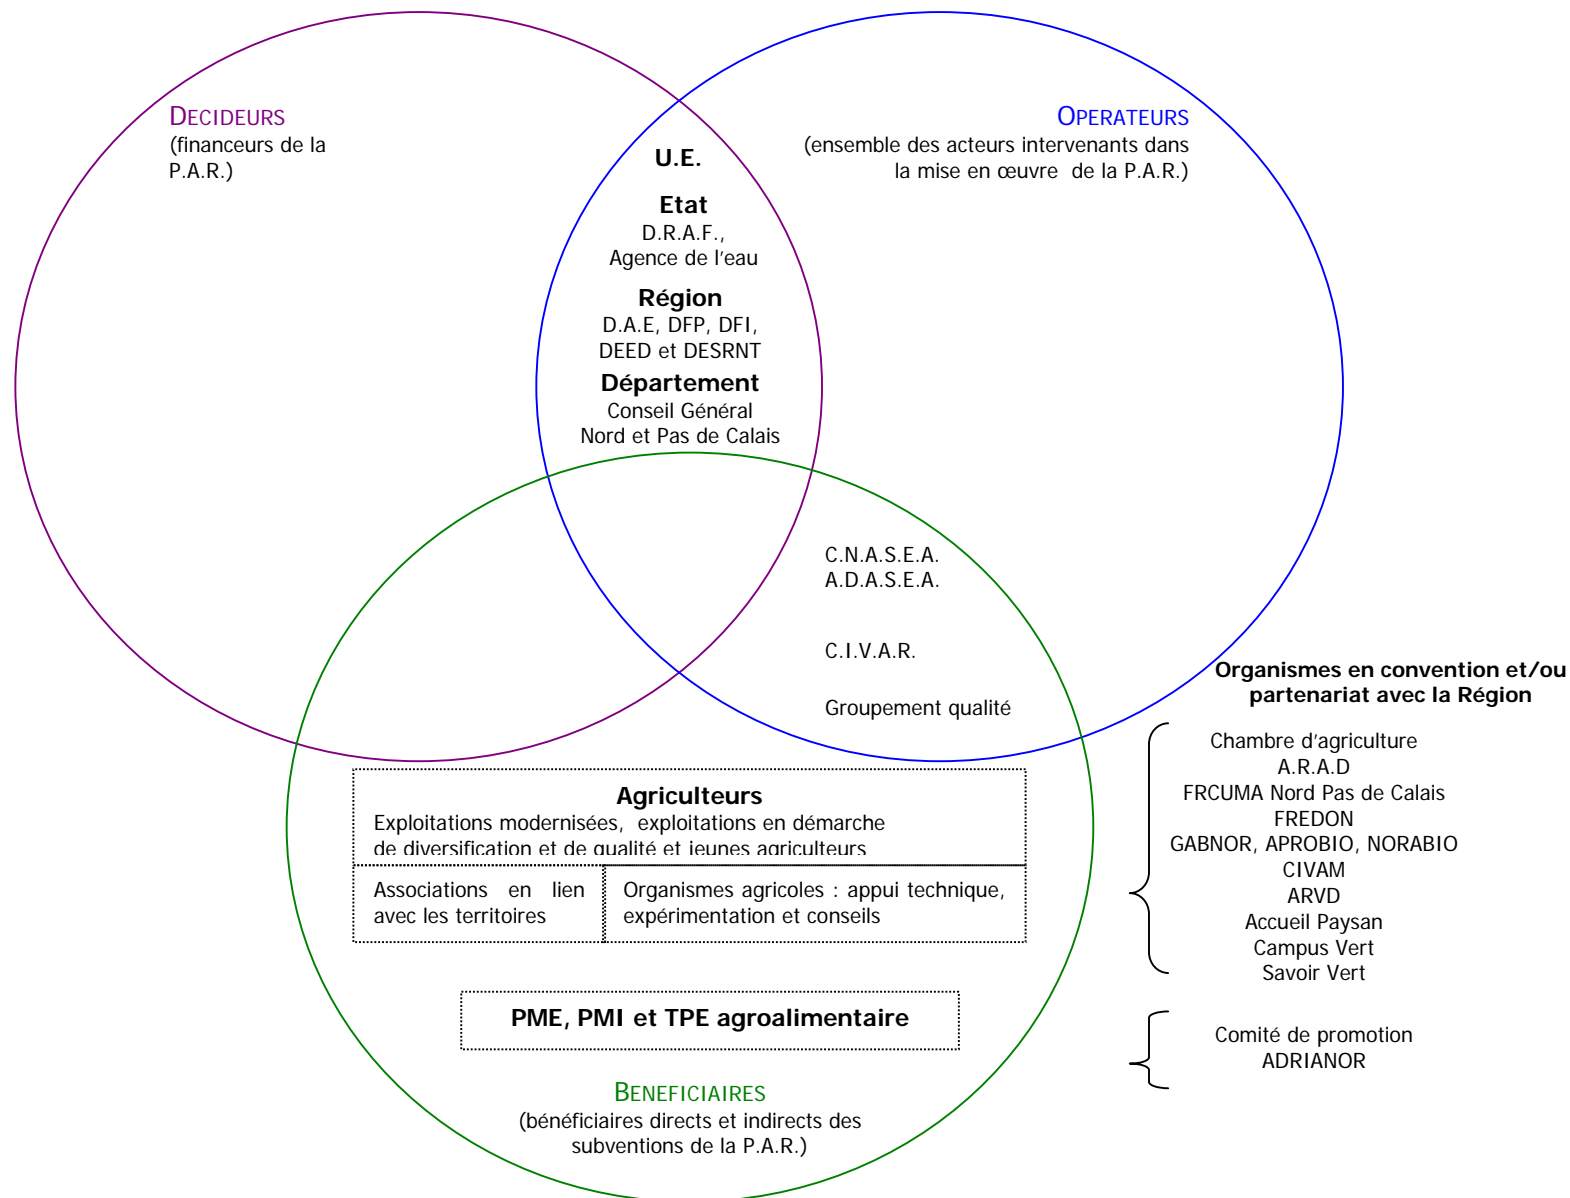 DECIDEURS
(financeurs de la
P.A.R.)
OPERATEURS
(ensemble des acteurs intervenants dans
la mise en œuvre de la P.A.R.)
U.E.
Etat
D.R.A.F.,
Agence de l'eau
Région
D.A.E, DFP, DFI,
DEED et DESRNT
Département
Conseil Général
Nord et Pas de Calais
C.N.A.S.E.A.
A.D.A.S.E.A.
C.I.V.A.R.
Groupement qualité
Organismes en convention et/ou
partenariat avec la Région
Chambre d'agriculture
A.R.A.D
FRCUMA Nord Pas de Calais
FREDON
GABNOR, APROBIO, NORABIO
CIVAM
ARVD
Accueil Paysan
Campus Vert
Savoir Vert
Comité de promotion
ADRIANOR
Agriculteurs
Exploitations modernisées, exploitations en démarche
de diversification et de qualité et jeunes agriculteurs
Associations en lien
avec les territoires
Organismes agricoles : appui technique,
expérimentation et conseils
PME, PMI et TPE agroalimentaire
BENEFICIAIRES
(bénéficiaires directs et indirects des
subventions de la P.A.R.)